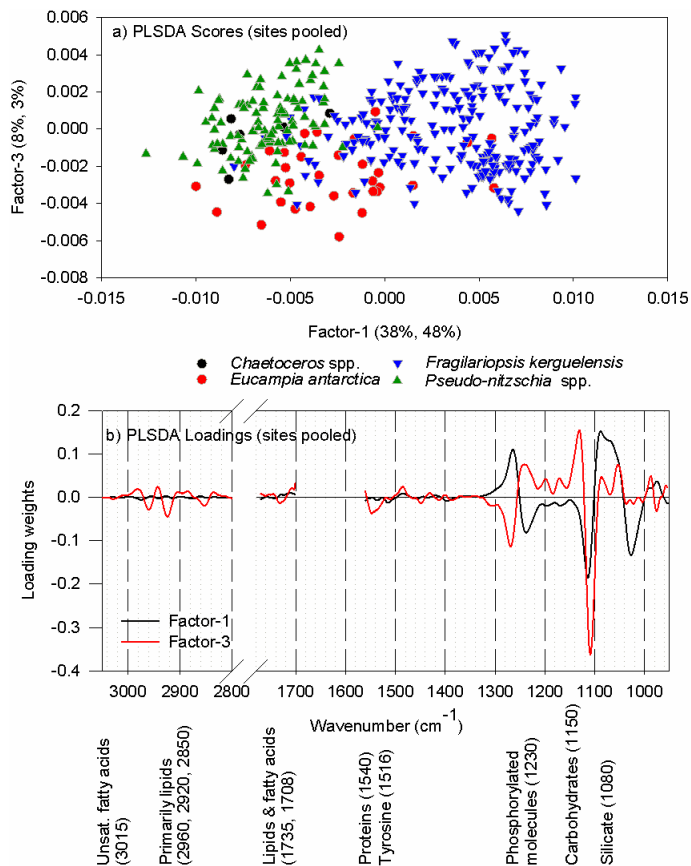 0.006
0.004
0.002
0.000
-0.002
-0.004
-0.006
-0.008
a) PLSDA Scores (sites pooled)
Factor-3 (8%, 3%)
-0.015
-0.010
-0.005
0.000
0.005
0.010
0.015
Factor-1 (38%, 48%)
Chaetoceros spp.
Eucampia antarctica
Fragilariopsis kerguelensis
Pseudo-nitzschia spp.
0.2
0.1
0.0
-0.1
-0.2
-0.3
-0.4
b) PLSDA Loadings (sites pooled)
Loading weights
Factor-1
Factor-3
3000
2900
2800
1700
1600
1500
1400
1300
1200
1100
1000
Wavenumber (cm-1)
Unsat. fatty acids
(3015)
Primarily lipids
(2960, 2920, 2850)
Lipids & fatty acids
(1735, 1708)
Proteins (1540)
Tyrosine (1516)
Phosphorylated
molecules (1230)
Carbohydrates (1150)
Silicate (1080)